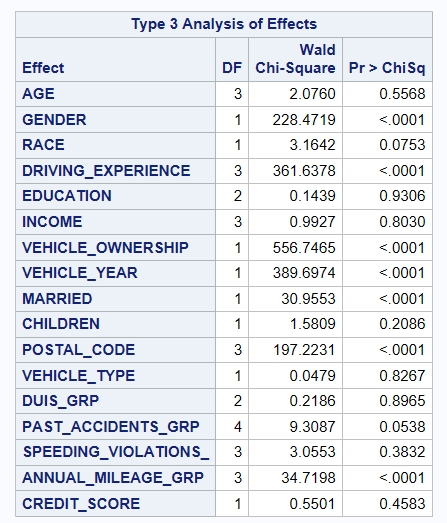 Type 3 Analysis of Effects
Effect DF Wald Chi-Square Pr > ChiSq
AGE 3 2.0760 0.5568
GENDER 1 228.4719 <.0001
RACE 1 3.1642 0.0753
DRIVING_EXPERIENCE 3 361.6378 <.0001
EDUCATION 2 0.1439 0.9306
INCOME 3 0.9927 0.8030
VEHICLE_OWNERSHIP 1 556.7465 <.0001
VEHICLE_YEAR 1 389.6974 <.0001
MARRIED 1 30.9553 <.0001
CHILDREN 1 1.5809 0.2086
POSTAL_CODE 3 197.2231 <.0001
VEHICLE_TYPE 1 0.0479 0.8267
DUIS_GRP 2 0.2186 0.8965
PAST_ACCIDENTS_GRP 4 9.3087 0.0538
SPEEDING_VIOLATIONS_ 3 3.0553 0.3832
ANNUAL_MILEAGE_GRP 3 34.7198 <.0001
CREDIT_SCORE 1 0.5501 0.4583